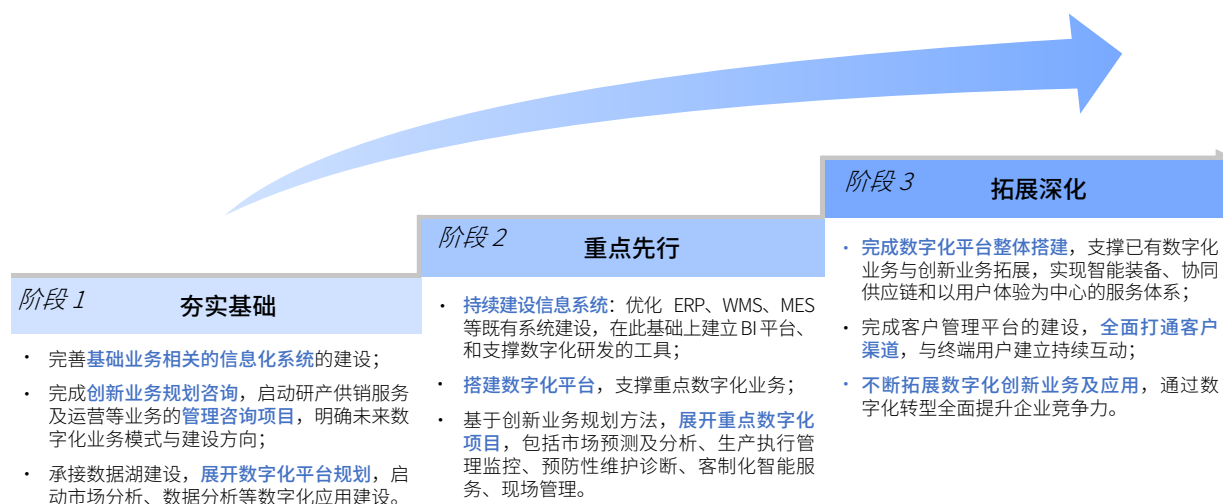 阶段 1
夯实基础
• 完善基础业务相关的信息化系统的建设；
• 完成创新业务规划咨询，启动研产供销服务
及运营等业务的管理咨询项目，明确未来数
字化业务模式与建设方向；
• 承接数据湖建设，展开数字化平台规划，启
动市场分析、数据分析等数字化应用建设。
阶段 2
重点先行
• 持续建设信息系统：优化 ERP、WMS、MES
等既有系统建设，在此基础上建立 BI 平台、
和支撑数字化研发的工具；
• 搭建数字化平台，支撑重点数字化业务；
• 基于创新业务规划方法，展开重点数字化
项目，包括市场预测及分析、生产执行管
理监控、预防性维护诊断、客制化智能服
务、现场管理。
阶段 3
拓展深化
• 完成数字化平台整体搭建，支撑已有数字化
业务与创新业务拓展，实现智能装备、协同
供应链和以用户体验为中心的服务体系；
• 完成客户管理平台的建设，全面打通客户
渠道，与终端用户建立持续互动；
• 不断拓展数字化创新业务及应用，通过数
字化转型全面提升企业竞争力。